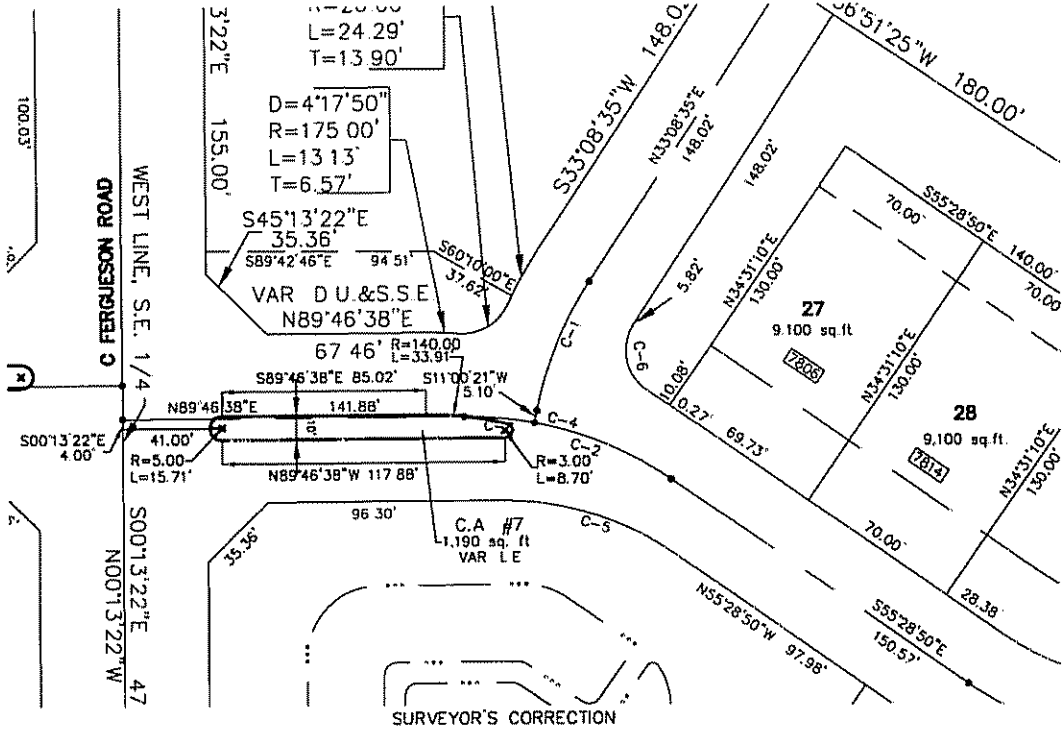 L=24.29'
T=13.90'
D=4°17'50"
R=175 00'
L=13 13'
T=6.57'
3'22"E 155.00'
S45°13'22"E
35.36'
S89°42'46"E 94 51'
S60°10'00"E
37.62'
VAR D U.&S.S.E
N89°46'38"E
67 46'
R=140.00
L=33.91'
S89°46'38"E 85.02'
S11°00'21"W
5.10'
N89°46'38"E
141.88'
10'
S00°13'22"E
4.00'
41.00'
R=5.00
L=15.71'
N89°46'38"W 117 88'
R=3.00'
L=8.70'
100.03'
C FERGUESON ROAD
WEST LINE, S.E. 1/4
S00°13'22"E 47
N00°13'22"W
96 30'
35.36'
C.A #7
1,190 sq. ft
VAR L E
C-1
C-4
C-2
C-5
C-6
S33°08'35"W 148.02
N33°08'35"E
148.02'
148.02'
56°51'25"W 180.00'
5.82'
10.08'
0.27'
69.73'
70.00'
28.38'
S55°28'50"E
140.00'
70.00'
70.00
N34°31'10"E
130.00'
N34°31'10"E
130.00'
N34°31'10"E
130.00'
27
9.100 sq.ft
7805
28
9,100 sq.ft.
7814
N55°28'50"W
97.98'
S55°28'50"E
150.57'
SURVEYOR'S CORRECTION